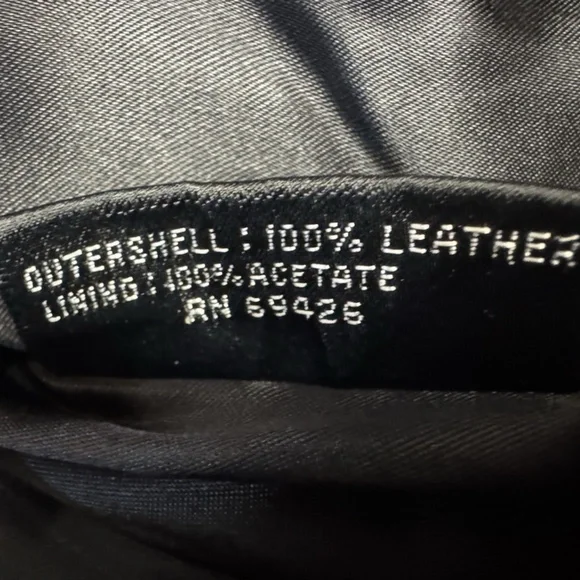 OUTERSHELL : 100% LEATHER
LINING : 100% ACETATE
RN 69426